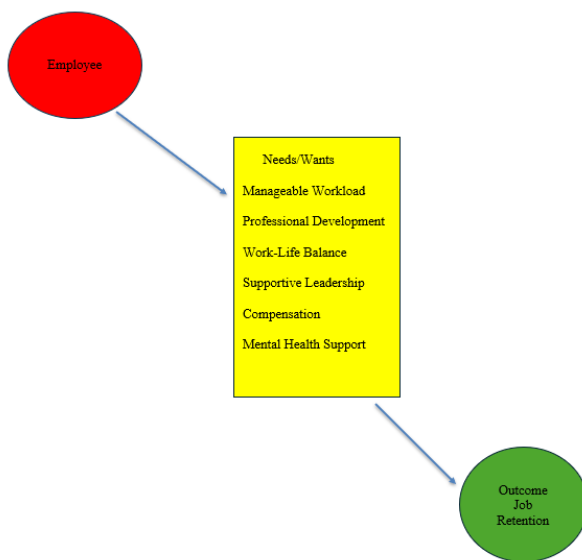 Employee
Needs/Wants
Manageable Workload
Professional Development
Work-Life Balance
Supportive Leadership
Compensation
Mental Health Support
Outcome
Job
Retention